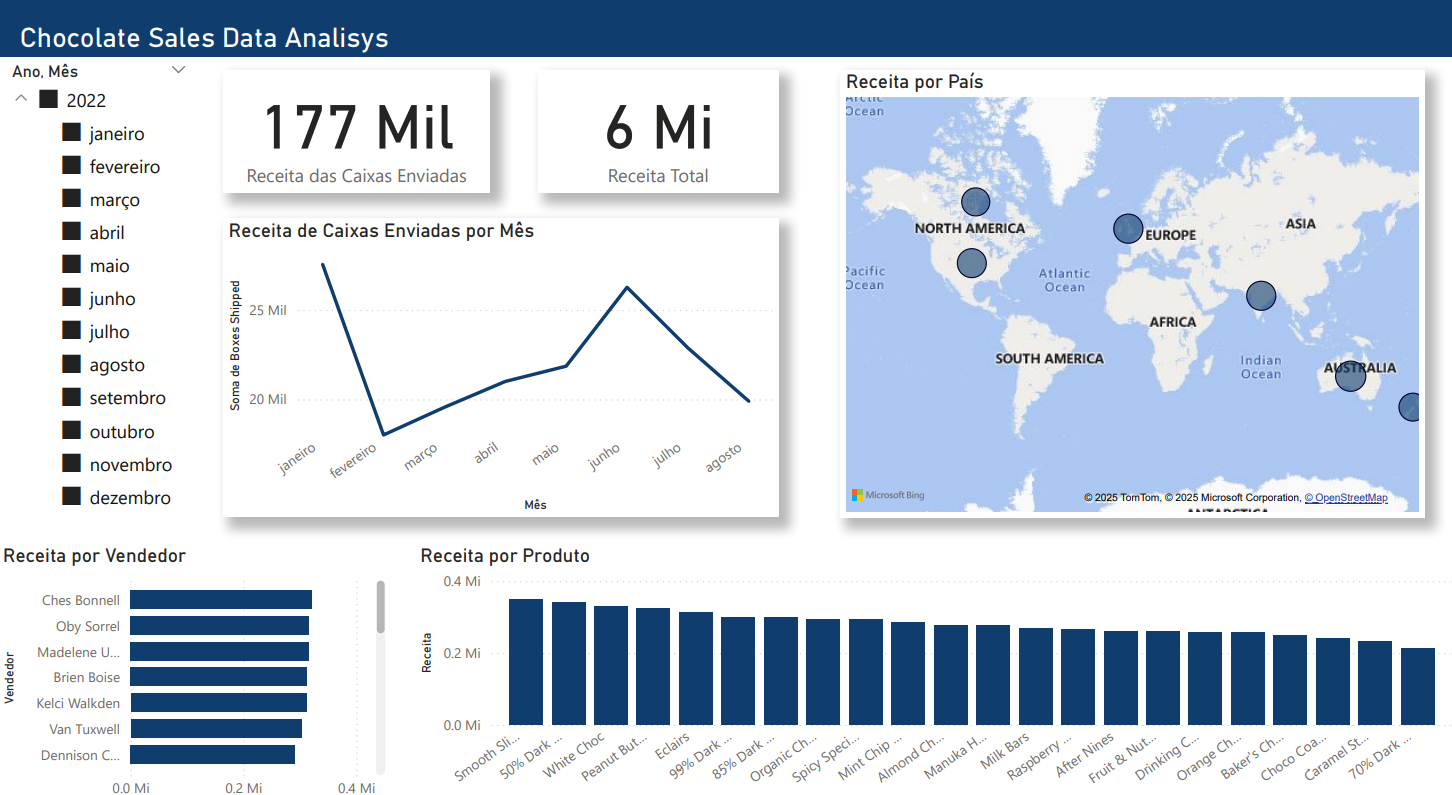 Chocolate Sales Data Analisys
Ano, Mês
2022
janeiro
fevereiro
março
abril
maio
junho
julho
agosto
setembro
outubro
novembro
dezembro
177 Mil
Receita das Caixas Enviadas
6 Mi
Receita Total
Receita de Caixas Enviadas por Mês
Soma de Boxes Shipped
25 Mil
20 Mil
janeiro
fevereiro
março
abril
maio
junho
julho
agosto
Mês
Receita por País
Arctic
Ocean
NORTH AMERICA
EUROPE
ASIA
Pacific
Ocean
Atlantic
Ocean
AFRICA
SOUTH AMERICA
Indian
Ocean
AUSTRALIA
Microsoft Bing
© 2025 TomTom, © 2025 Microsoft Corporation, © OpenStreetMap
ANTARCTICA
Receita por Vendedor
Vendedor
Ches Bonnell
Oby Sorrel
Madelene U...
Brien Boise
Kelci Walkden
Van Tuxwell
Dennison C...
0.0 Mi
0.2 Mi
0.4 Mi
Receita por Produto
Receita
0.4 Mi
0.2 Mi
0.0 Mi
Smooth Sli...
50% Dark ...
White Choc
Peanut But...
Eclairs
99% Dark ...
85% Dark ...
Organic Ch...
Spicy Speci...
Mint Chip ...
Almond Ch...
Manuka H...
Milk Bars
Raspberry ...
After Nines
Fruit & Nut...
Drinking C...
Orange Ch...
Baker's Ch...
Choco Coa...
Caramel St...
70% Dark ...